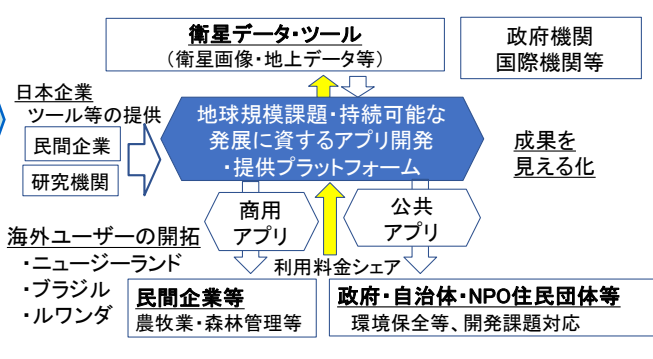 衛星データ・ツール
(衛星画像・地上データ等)
政府機関
国際機関等
日本企業
ツール等の提供
民間企業
研究機関
地球規模課題・持続可能な
発展に資するアプリ開発
・提供プラットフォーム
成果を
見える化
商用
アプリ
公共
アプリ
海外ユーザーの開拓
・ニュージーランド
・ブラジル
・ルワンダ
利用料金シェア
民間企業等
農牧業・森林管理等
政府・自治体・NPO住民団体等
環境保全等、開発課題対応